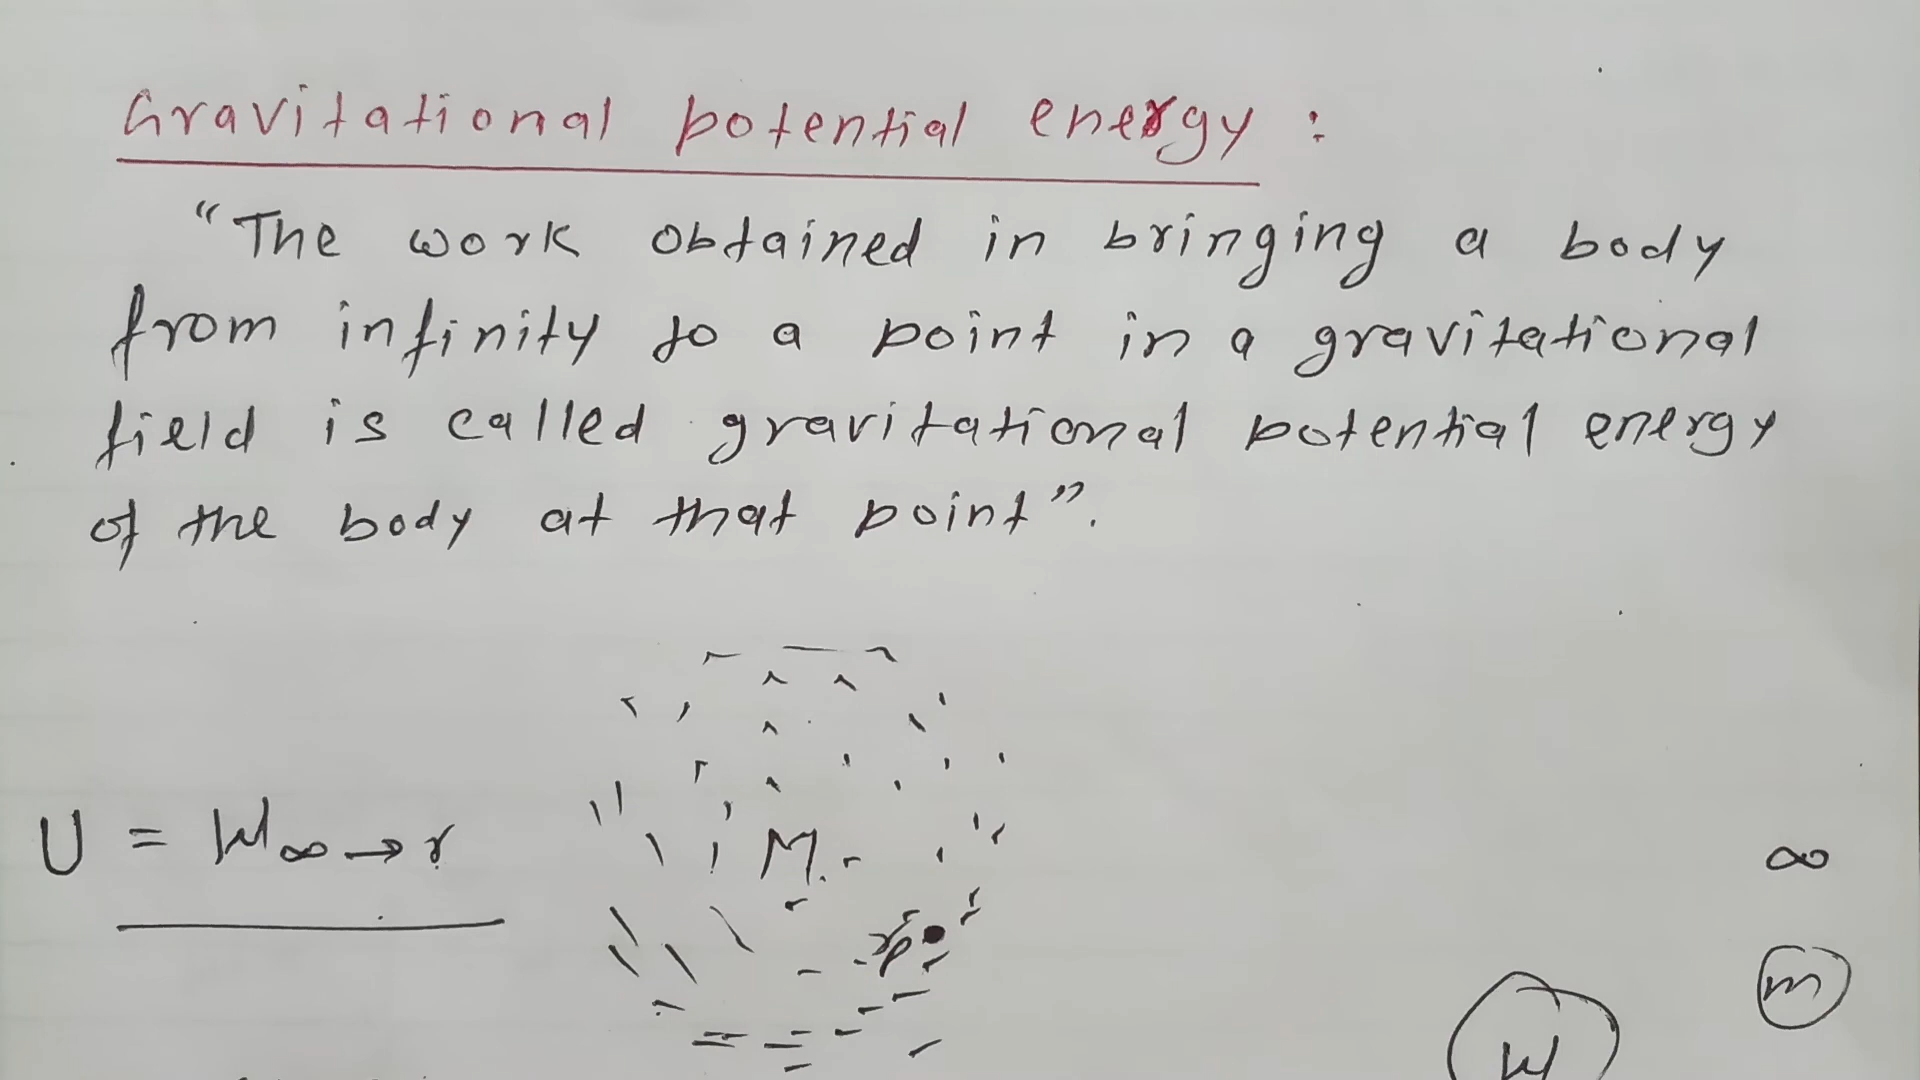 Gravitational potential energy :
“The work obtained in bringing a body
from infinity to a point in a gravitational
field is called gravitational potential energy
of the body at that point”.
U = W∞→r
M
∞
m
W